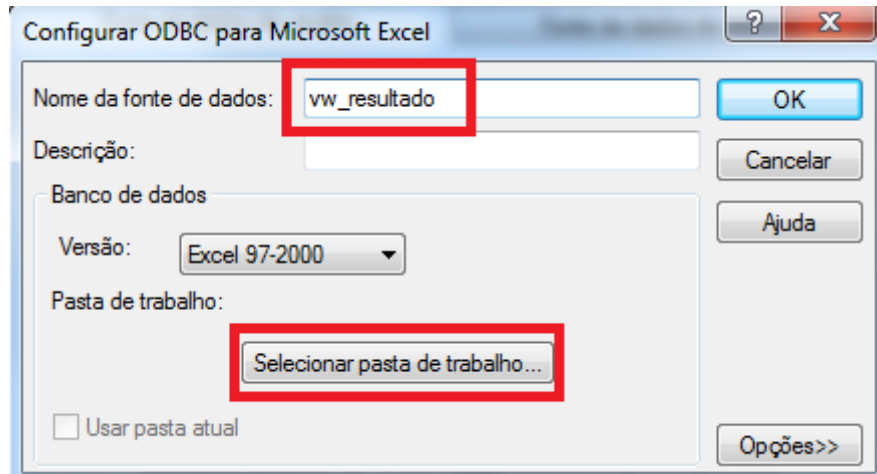 Configurar ODBC para Microsoft Excel
Nome da fonte de dados: vw_resultado
OK
Descrição:
Cancelar
Banco de dados
Ajuda
Versão: Excel 97-2000
Pasta de trabalho:
Selecionar pasta de trabalho...
Usar pasta atual
Opções>>